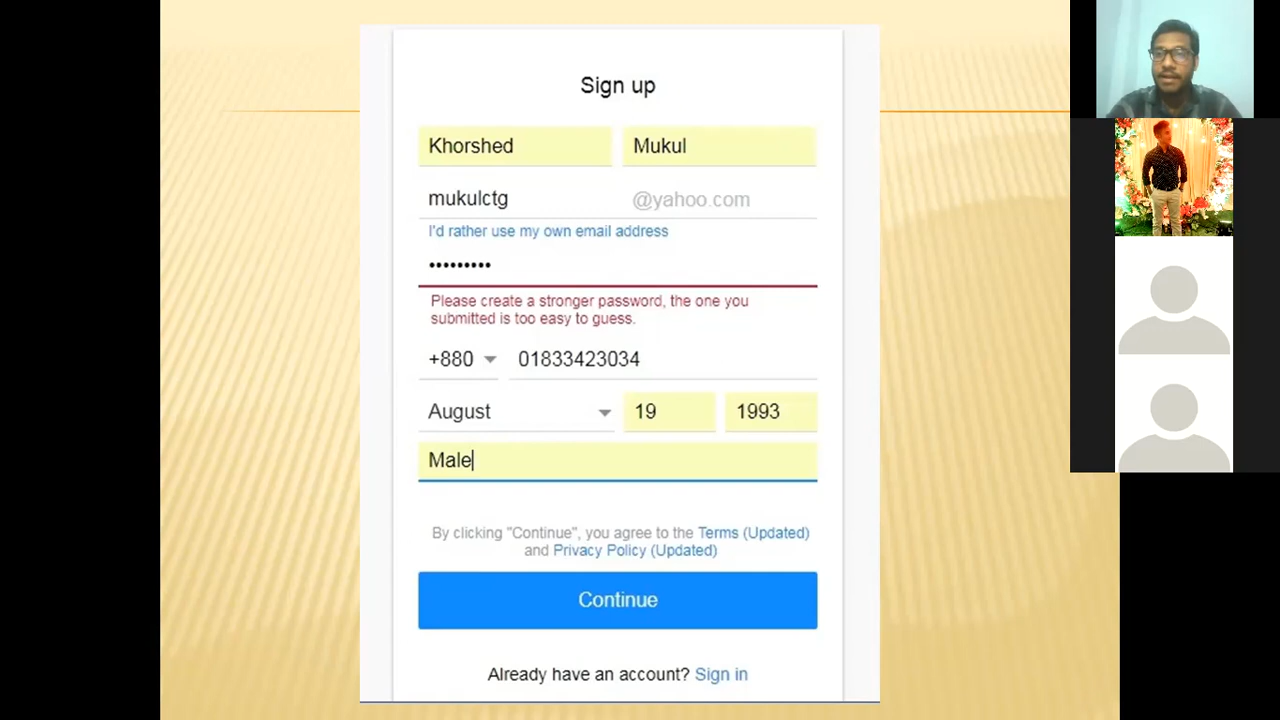 Sign up
Khorshed Mukul
mukulctg @yahoo.com
I'd rather use my own email address
•••••••••
Please create a stronger password, the one you
submitted is too easy to guess.
+880 01833423034
August 19 1993
Male
By clicking "Continue", you agree to the Terms (Updated)
and Privacy Policy (Updated)
Continue
Already have an account? Sign in